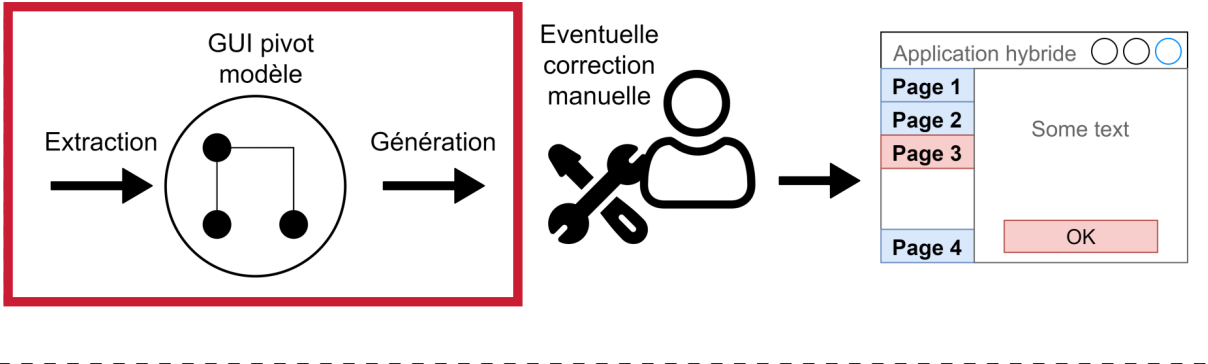 GUI pivot
modèle
Extraction
Génération
Eventuelle
correction
manuelle
Application hybride
Page 1
Page 2
Page 3
Page 4
Some text
OK